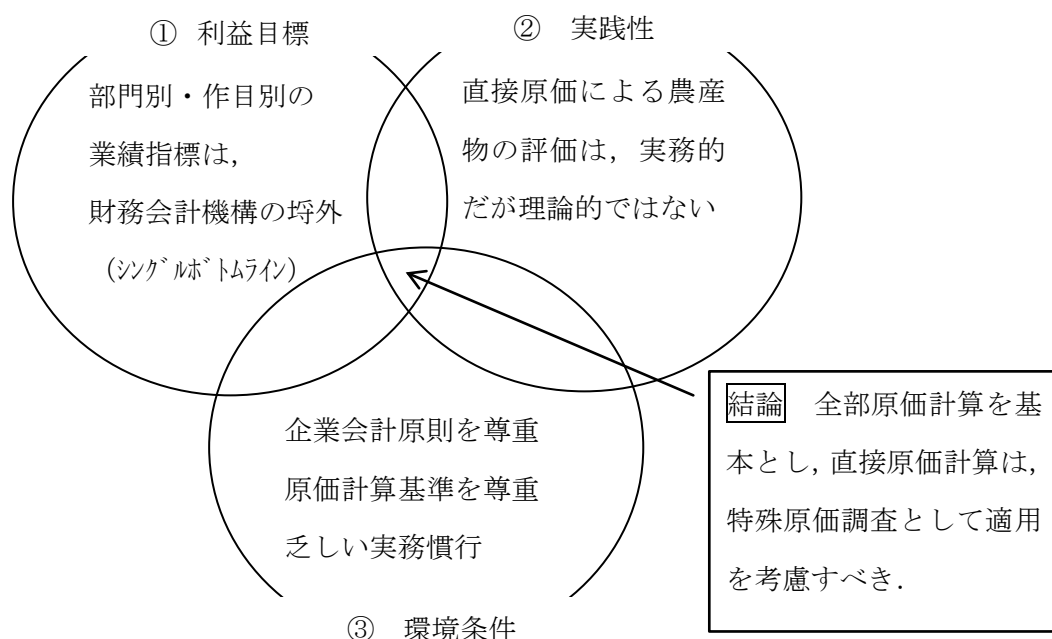 ① 利益目標
② 実践性
部門別・作目別の
業績指標は，
財務会計機構の埒外
（ｼﾝｸﾞﾙﾎﾞﾄﾑﾗｲﾝ）
直接原価による農産
物の評価は，実務的
だが理論的ではない
企業会計原則を尊重
原価計算基準を尊重
乏しい実務慣行
③ 環境条件
結論　全部原価計算を基
本とし，直接原価計算は，
特殊原価調査として適用
を考慮すべき．